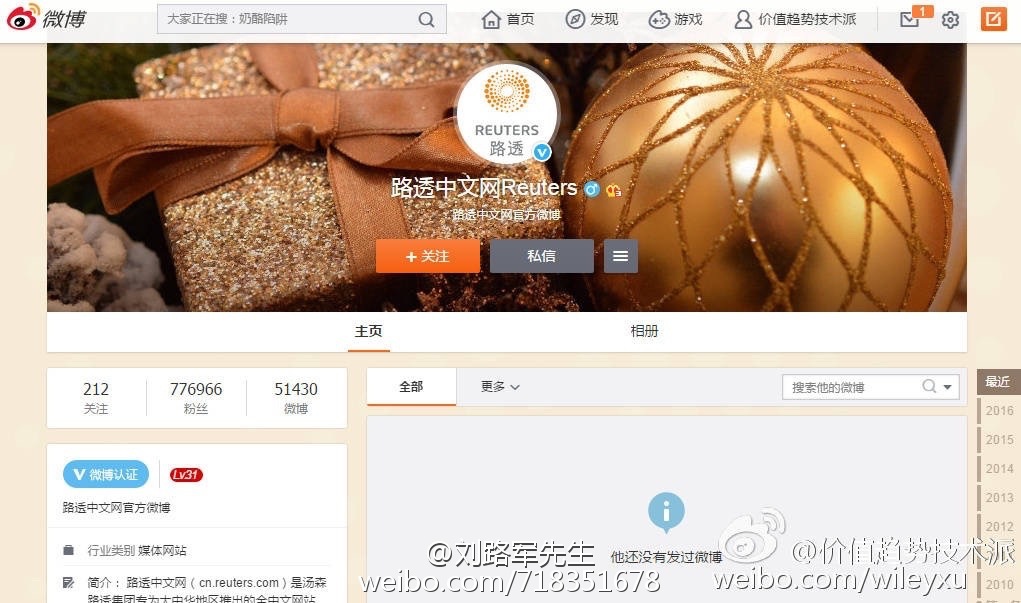 微博
大家正在搜：奶酪陷阱
首页
发现
游戏
价值趋势技术派
1
REUTERS
路透
路透中文网Reuters
路透中文网官方微博
+ 关注
私信
主页
相册
212
关注
776966
粉丝
51430
微博
全部
更多
搜索他的微博
最近
2016
2015
2014
2013
2012
2010
V 微博认证
Lv31
路透中文网官方微博
行业类别 媒体网站
简介： 路透中文网（cn.reuters.com）是汤森
路透集团专为大中华地区推出的全中文网站
他还没有发过微博
@刘路军先生
weibo.com/718351678
@价值趋势技术派
weibo.com/wileyxu